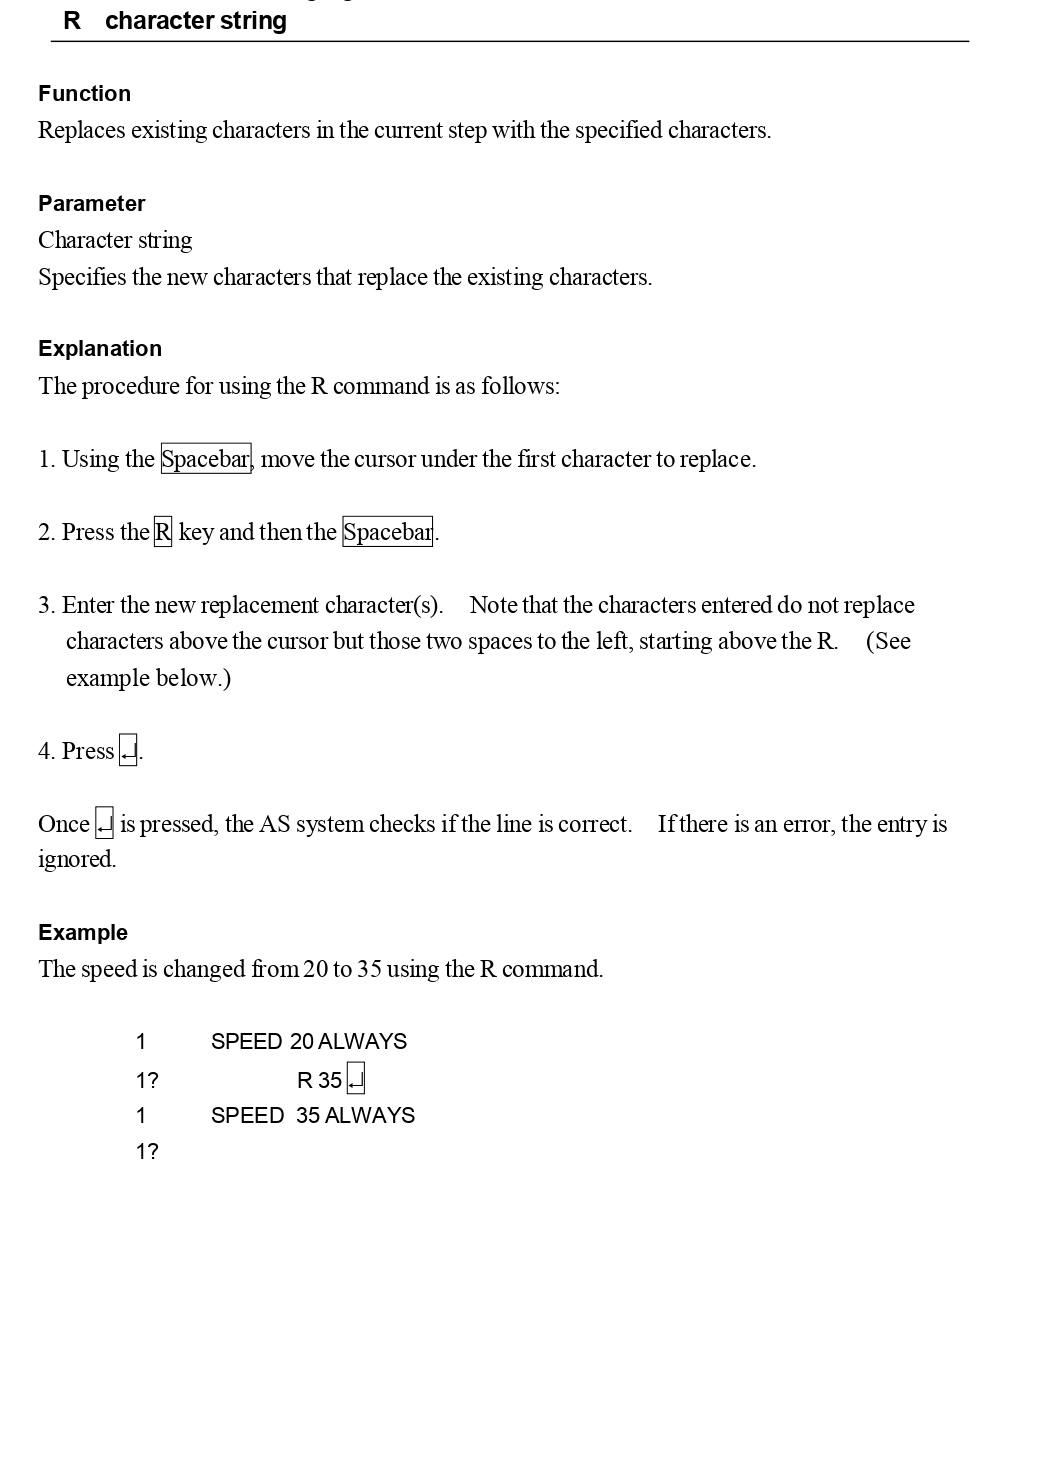 R character string
Function
Replaces existing characters in the current step with the specified characters.
Parameter
Character string
Specifies the new characters that replace the existing characters.
Explanation
The procedure for using the R command is as follows:
1. Using the Spacebar, move the cursor under the first character to replace.
2. Press the R key and then the Spacebar.
3. Enter the new replacement character(s). Note that the characters entered do not replace
characters above the cursor but those two spaces to the left, starting above the R. (See
example below.)
4. Press ↵.
Once ↵ is pressed, the AS system checks if the line is correct. If there is an error, the entry is
ignored.
Example
The speed is changed from 20 to 35 using the R command.
1 SPEED 20 ALWAYS
1? R 35↵
1 SPEED 35 ALWAYS
1?